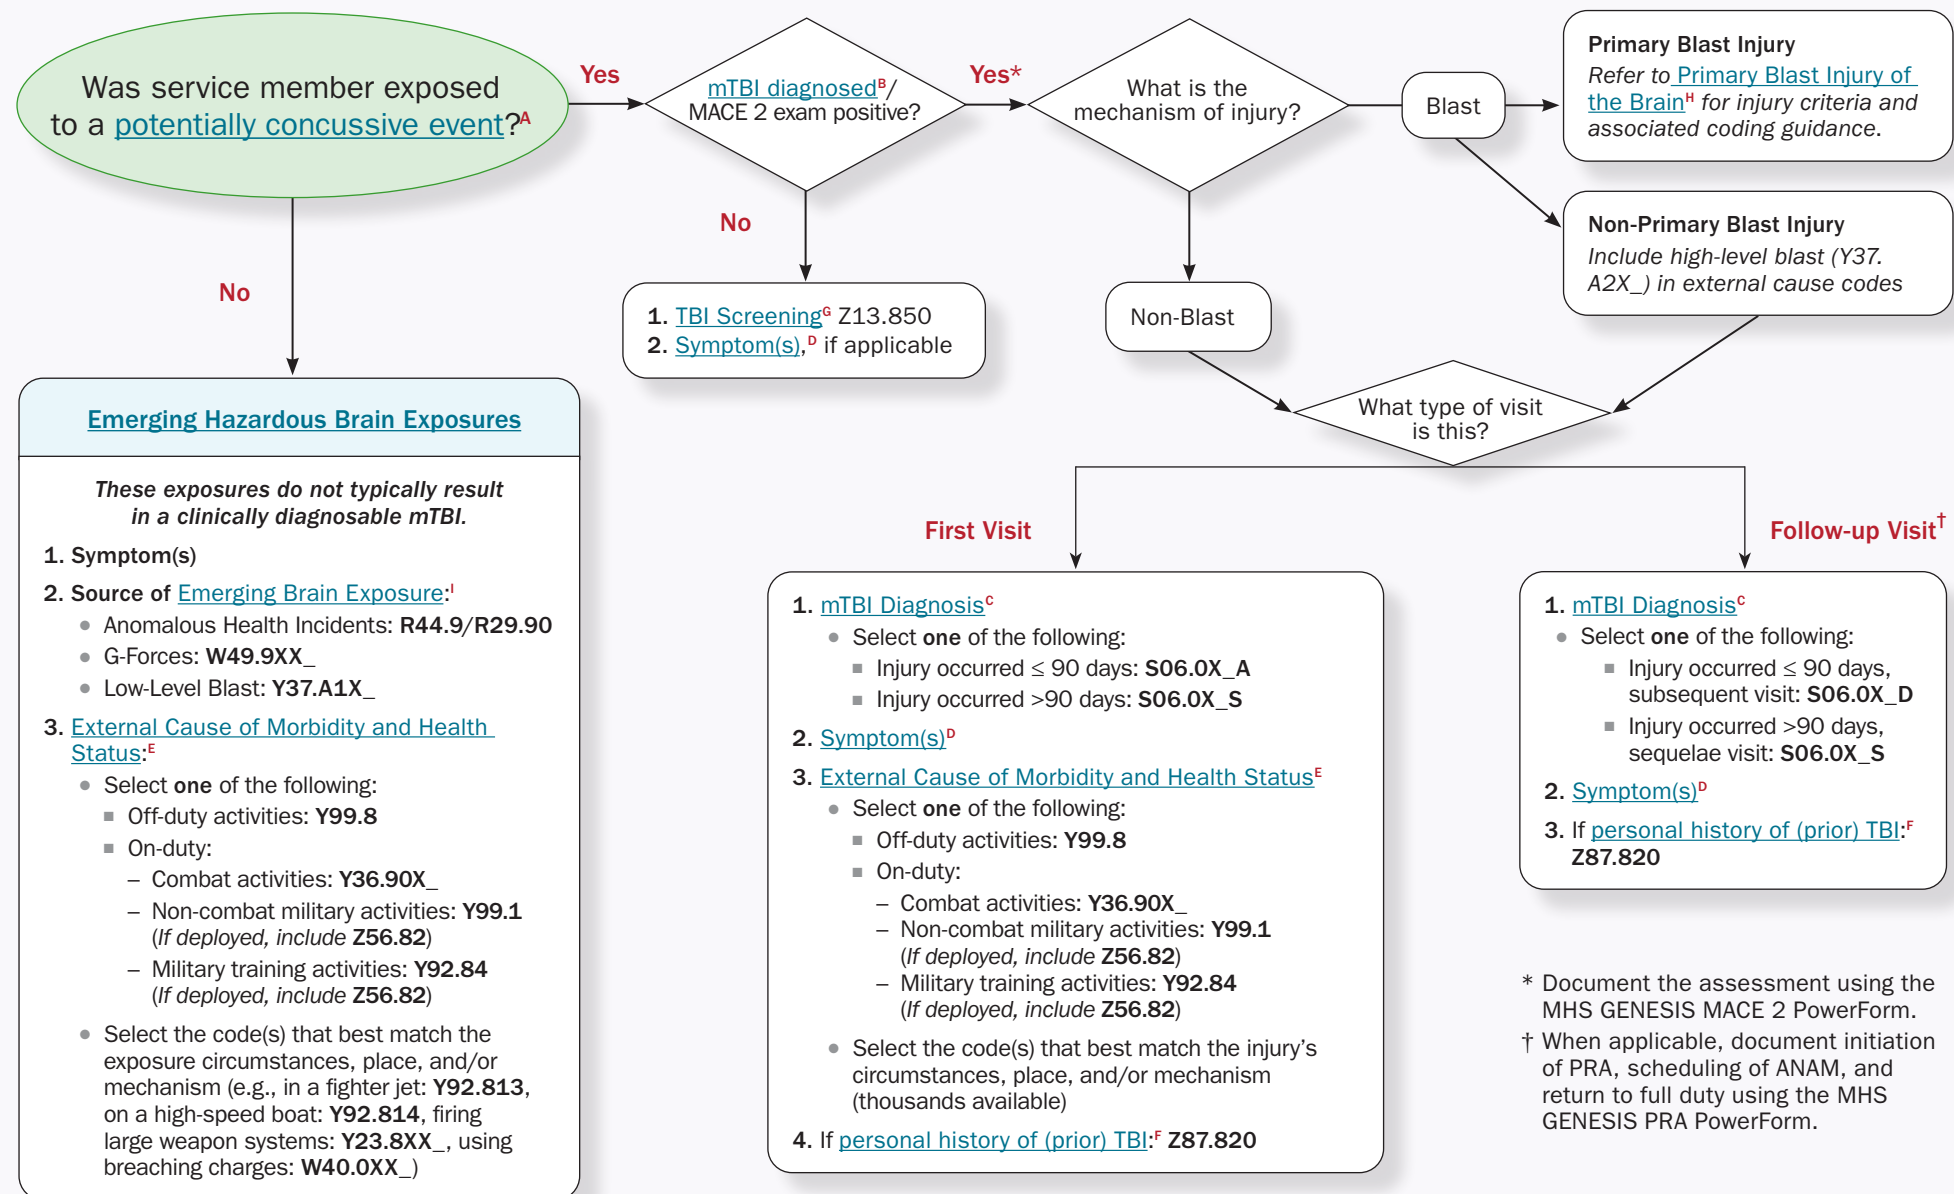 Was service member exposed
to a potentially concussive event?A
Yes
mTBI diagnosedB/
MACE 2 exam positive?
Yes*
What is the
mechanism of injury?
Blast
Primary Blast Injury
Refer to Primary Blast Injury of
the BrainH for injury criteria and
associated coding guidance.
Non-Primary Blast Injury
Include high-level blast (Y37.
A2X_) in external cause codes
No
No
1. TBI ScreeningG Z13.850
2. Symptom(s),D if applicable
Non-Blast
What type of visit
is this?
Emerging Hazardous Brain Exposures
These exposures do not typically result
in a clinically diagnosable mTBI.
1. Symptom(s)
2. Source of Emerging Brain Exposure:I
• Anomalous Health Incidents: R44.9/R29.90
• G-Forces: W49.9XX_
• Low-Level Blast: Y37.A1X_
3. External Cause of Morbidity and Health
Status:E
• Select one of the following:
■ Off-duty activities: Y99.8
■ On-duty:
– Combat activities: Y36.90X_
– Non-combat military activities: Y99.1
(If deployed, include Z56.82)
– Military training activities: Y92.84
(If deployed, include Z56.82)
• Select the code(s) that best match the
exposure circumstances, place, and/or
mechanism (e.g., in a fighter jet: Y92.813,
on a high-speed boat: Y92.814, firing
large weapon systems: Y23.8XX_, using
breaching charges: W40.0XX_)
First Visit
1. mTBI DiagnosisC
• Select one of the following:
■ Injury occurred ≤ 90 days: S06.0X_A
■ Injury occurred >90 days: S06.0X_S
2. Symptom(s)D
3. External Cause of Morbidity and Health StatusE
• Select one of the following:
■ Off-duty activities: Y99.8
■ On-duty:
– Combat activities: Y36.90X_
– Non-combat military activities: Y99.1
(If deployed, include Z56.82)
– Military training activities: Y92.84
(If deployed, include Z56.82)
• Select the code(s) that best match the injury's
circumstances, place, and/or mechanism
(thousands available)
4. If personal history of (prior) TBI:F Z87.820
Follow-up Visit†
1. mTBI DiagnosisC
• Select one of the following:
■ Injury occurred ≤ 90 days,
subsequent visit: S06.0X_D
■ Injury occurred >90 days,
sequelae visit: S06.0X_S
2. Symptom(s)D
3. If personal history of (prior) TBI:F
Z87.820
* Document the assessment using the
MHS GENESIS MACE 2 PowerForm.
† When applicable, document initiation
of PRA, scheduling of ANAM, and
return to full duty using the MHS
GENESIS PRA PowerForm.